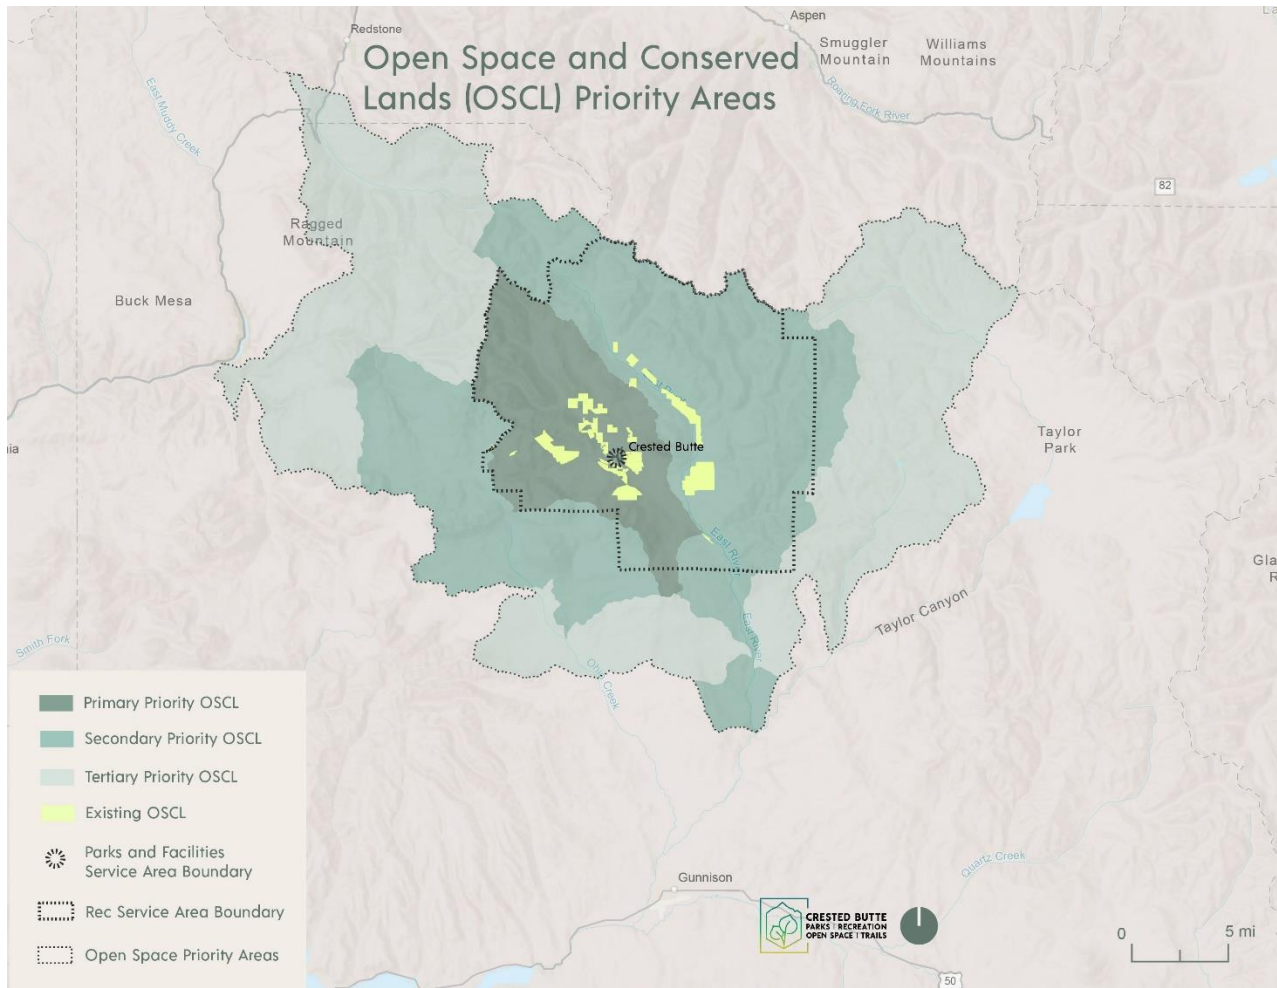 Redstone
Aspen
Open Space and Conserved
Lands (OSCL) Priority Areas
Smuggler
Mountain
Williams
Mountains
East Muddy Creek
Roaring Fork River
82
Ragged
Mountain
Buck Mesa
Crested Butte
Taylor
Park
East River
East River
Taylor Canyon
Smith Fork
Ohio Creek
Primary Priority OSCL
Secondary Priority OSCL
Tertiary Priority OSCL
Existing OSCL
Parks and Facilities
Service Area Boundary
Rec Service Area Boundary
Open Space Priority Areas
Quartz Creek
Gunnison
CRESTED BUTTE
PARKS | RECREATION
OPEN SPACE | TRAILS
0
5 mi
50